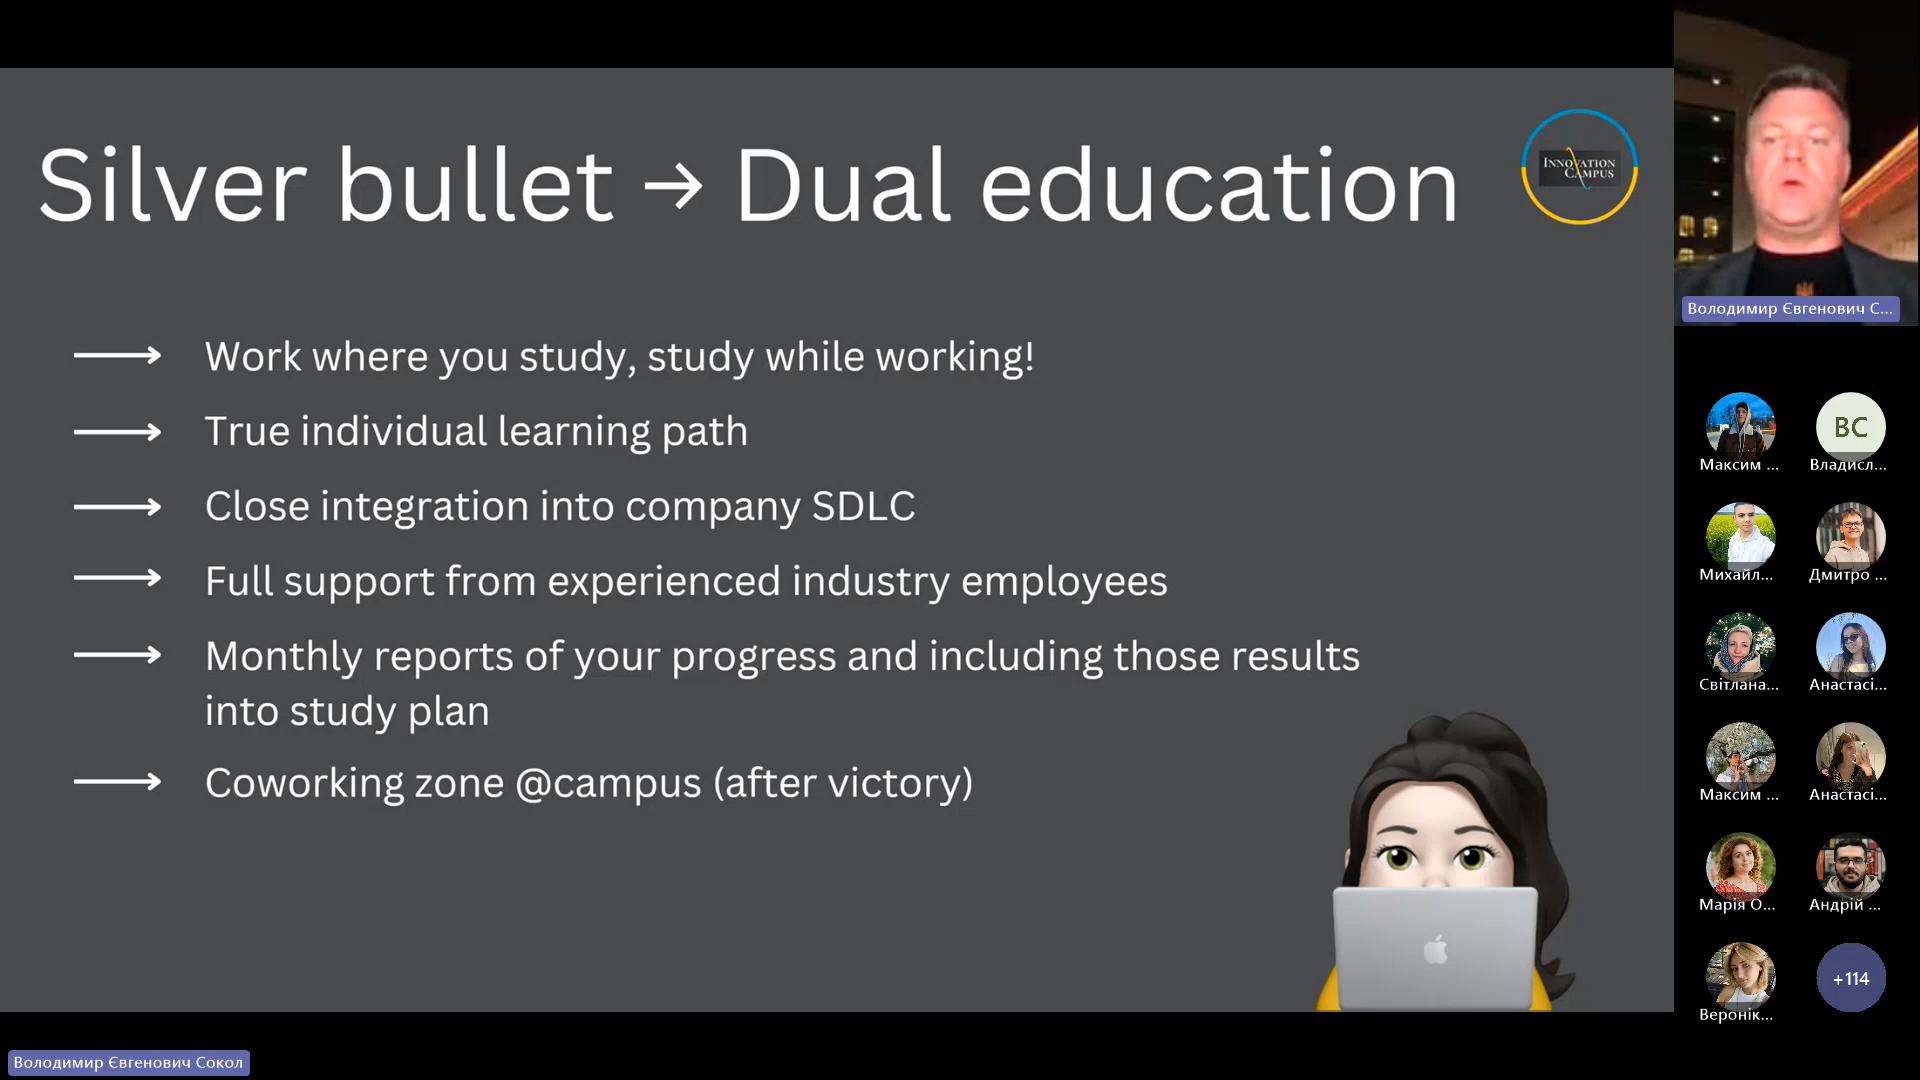 Silver bullet → Dual education
INNOVATION
CAMPUS
Work where you study, study while working!
True individual learning path
Close integration into company SDLC
Full support from experienced industry employees
Monthly reports of your progress and including those results
into study plan
Coworking zone @campus (after victory)
Володимир Євгенович С...
Максим ...
ВС
Владисл...
Михайл...
Дмитро ...
Світлана...
Анастасі...
Максим ...
Анастасі...
Марія О...
Андрій ...
Веронік...
+114
Володимир Євгенович Сокол